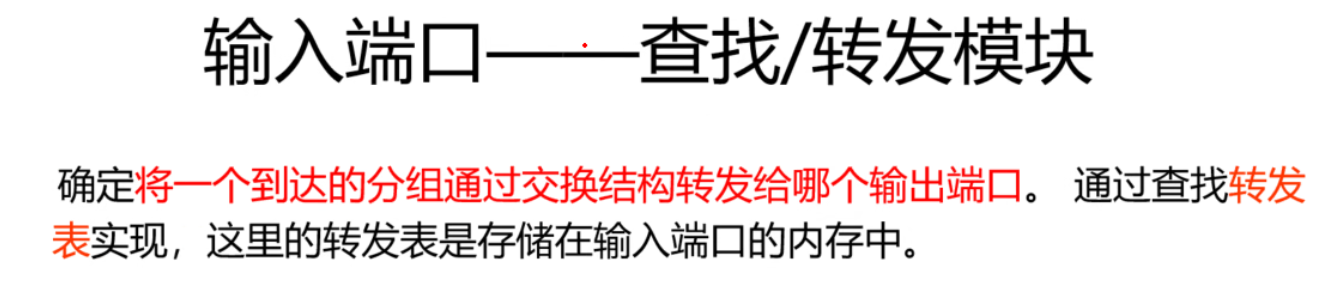 输入端口——查找/转发模块
确定将一个到达的分组通过交换结构转发给哪个输出端口。 通过查找转发
表实现，这里的转发表是存储在输入端口的内存中。